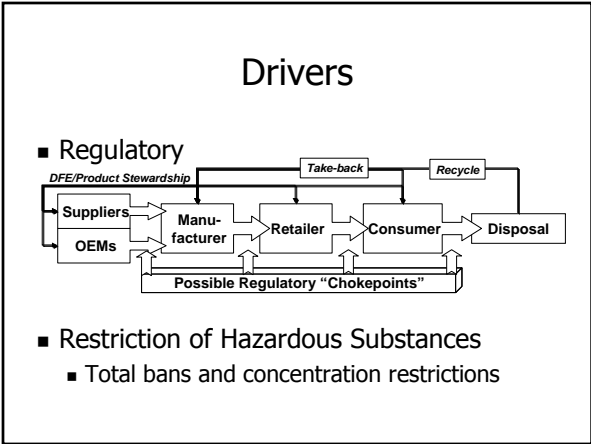 Drivers
■ Regulatory
Take-back
Recycle
DFE/Product Stewardship
Suppliers
OEMs
Manu-
facturer
Retailer
Consumer
Disposal
Possible Regulatory “Chokepoints”
■ Restriction of Hazardous Substances
■ Total bans and concentration restrictions